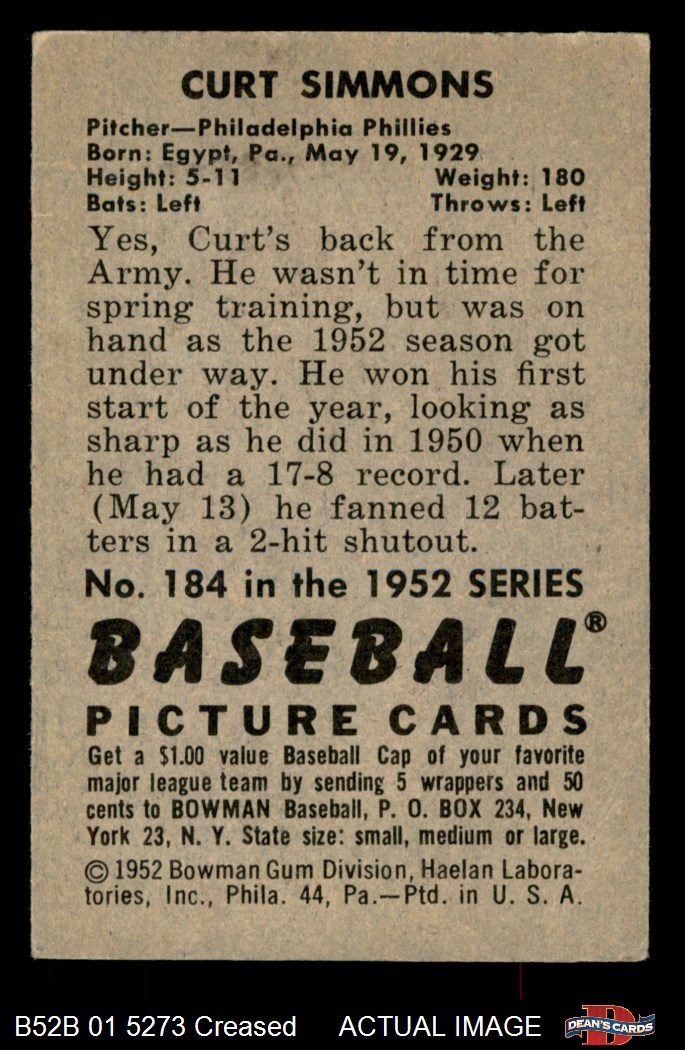 CURT SIMMONS
Pitcher—Philadelphia Phillies
Born: Egypt, Pa., May 19, 1929
Height: 5-11 Weight: 180
Bats: Left Throws: Left
Yes, Curt's back from the
Army. He wasn't in time for
spring training, but was on
hand as the 1952 season got
under way. He won his first
start of the year, looking as
sharp as he did in 1950 when
he had a 17-8 record. Later
(May 13) he fanned 12 bat-
ters in a 2-hit shutout.
No. 184 in the 1952 SERIES
BASEBALL®
PICTURE CARDS
Get a $1.00 value Baseball Cap of your favorite
major league team by sending 5 wrappers and 50
cents to BOWMAN Baseball, P. O. BOX 234, New
York 23, N. Y. State size: small, medium or large.
© 1952 Bowman Gum Division, Haelan Labora-
tories, Inc., Phila. 44, Pa.—Ptd. in U. S. A.
B52B 01 5273 Creased ACTUAL IMAGE
D
DEAN'S CARDS